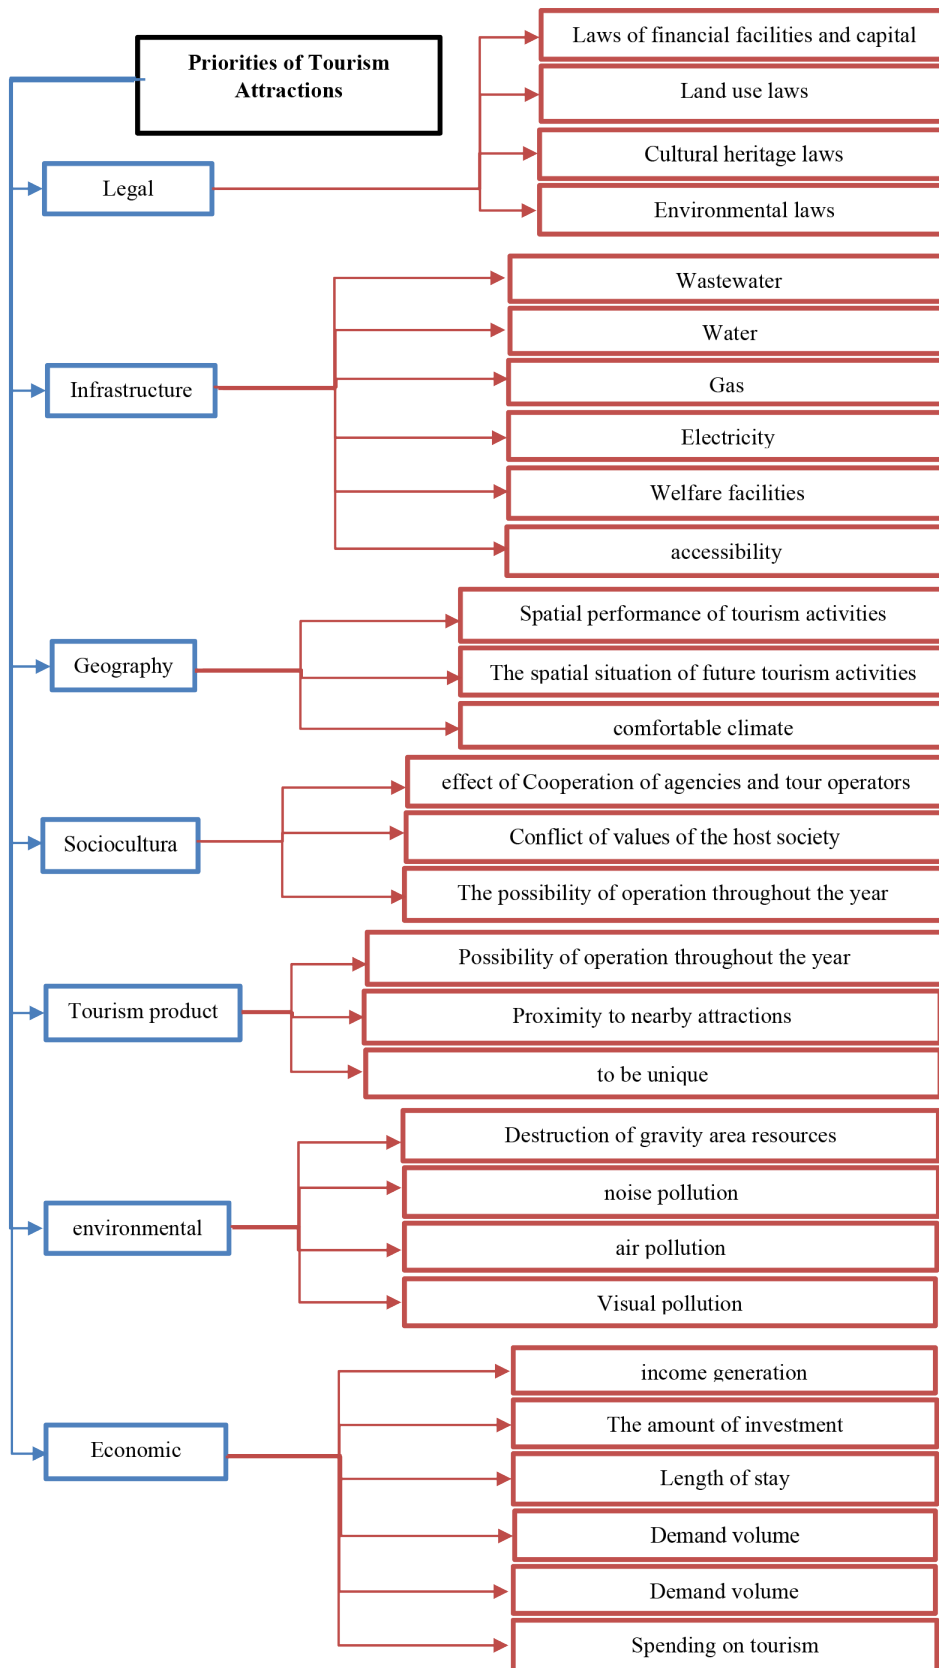 Priorities of Tourism
Attractions
Laws of financial facilities and capital
Land use laws
Cultural heritage laws
Environmental laws
Legal
Wastewater
Water
Gas
Electricity
Welfare facilities
accessibility
Infrastructure
Spatial performance of tourism activities
The spatial situation of future tourism activities
comfortable climate
Geography
effect of Cooperation of agencies and tour operators
Conflict of values of the host society
The possibility of operation throughout the year
Sociocultura
Possibility of operation throughout the year
Proximity to nearby attractions
to be unique
Tourism product
Destruction of gravity area resources
noise pollution
air pollution
Visual pollution
environmental
income generation
The amount of investment
Length of stay
Demand volume
Demand volume
Spending on tourism
Economic